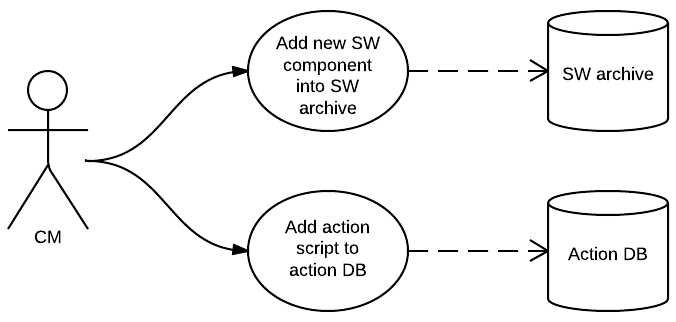 Add new SW
component
into SW
archive
SW archive
CM
Add action
script to
action DB
Action DB